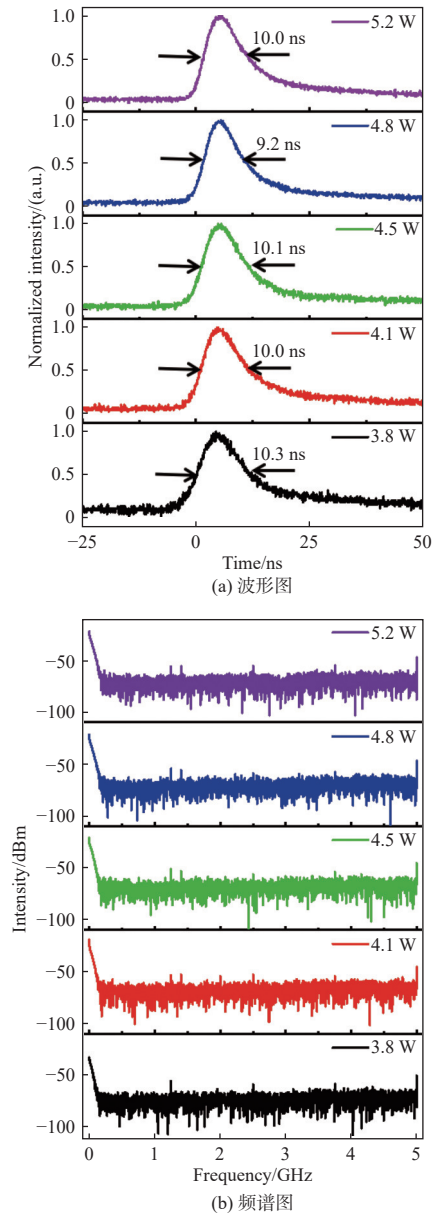 5.2 W
1.0
10.0 ns
0.5
0
4.8 W
1.0
9.2 ns
0.5
0
4.5 W
1.0
10.1 ns
0.5
0
4.1 W
1.0
10.0 ns
0.5
0
3.8 W
1.0
10.3 ns
0.5
0
Normalized intensity/(a.u.)
−25 0 25 50
Time/ns
(a) 波形图
5.2 W
−50
−100
4.8 W
−50
−100
4.5 W
−50
−100
4.1 W
−50
−100
3.8 W
−50
−100
Intensity/dBm
0 1 2 3 4 5
Frequency/GHz
(b) 频谱图